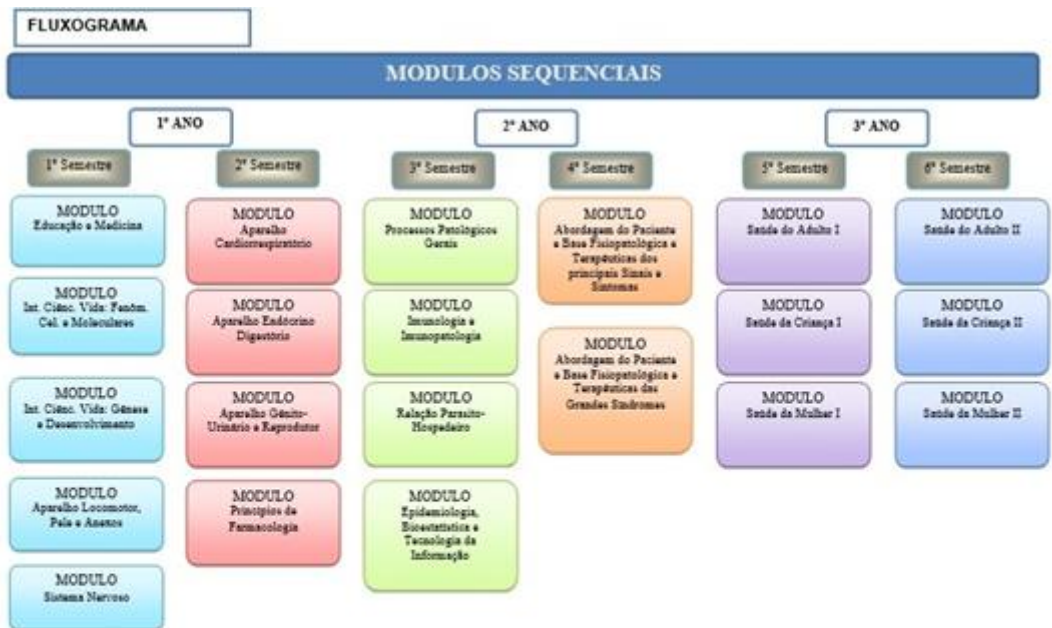 FLUXOGRAMA
MODULOS SEQUENCIAIS
1º ANO
2º ANO
3º ANO
1º Semestre
2º Semestre
3º Semestre
4º Semestre
5º Semestre
6º Semestre
MODULO
Educação e Medicina
MODULO
Int. Ciênc. Vida: Fenôm.
Cel. e Moleculares
MODULO
Int. Ciênc. Vida: Gênese
e Desenvolvimento
MODULO
Aparelho Locomotor,
Pele e Anexos
MODULO
Sistema Nervoso
MODULO
Aparelho
Cardiorrespiratório
MODULO
Aparelho Endócrino
Digestório
MODULO
Aparelho Gênito-
Urinário e Reprodutor
MODULO
Princípios de
Farmacologia
MODULO
Processos Patológicos
Gerais
MODULO
Imunologia e
Imunopatologia
MODULO
Relação Parasito-
Hospedeiro
MODULO
Epidemiologia,
Bioestatística e
Tecnologia da
Informação
MODULO
Abordagem do Paciente
e Base Fisiopatológica e
Terapêuticas dos
principais Sinais e
Sintomas
MODULO
Abordagem do Paciente
e Base Fisiopatológica e
Terapêuticas das
Grandes Síndromes
MODULO
Saúde do Adulto I
MODULO
Saúde da Criança I
MODULO
Saúde da Mulher I
MODULO
Saúde do Adulto II
MODULO
Saúde da Criança II
MODULO
Saúde da Mulher II